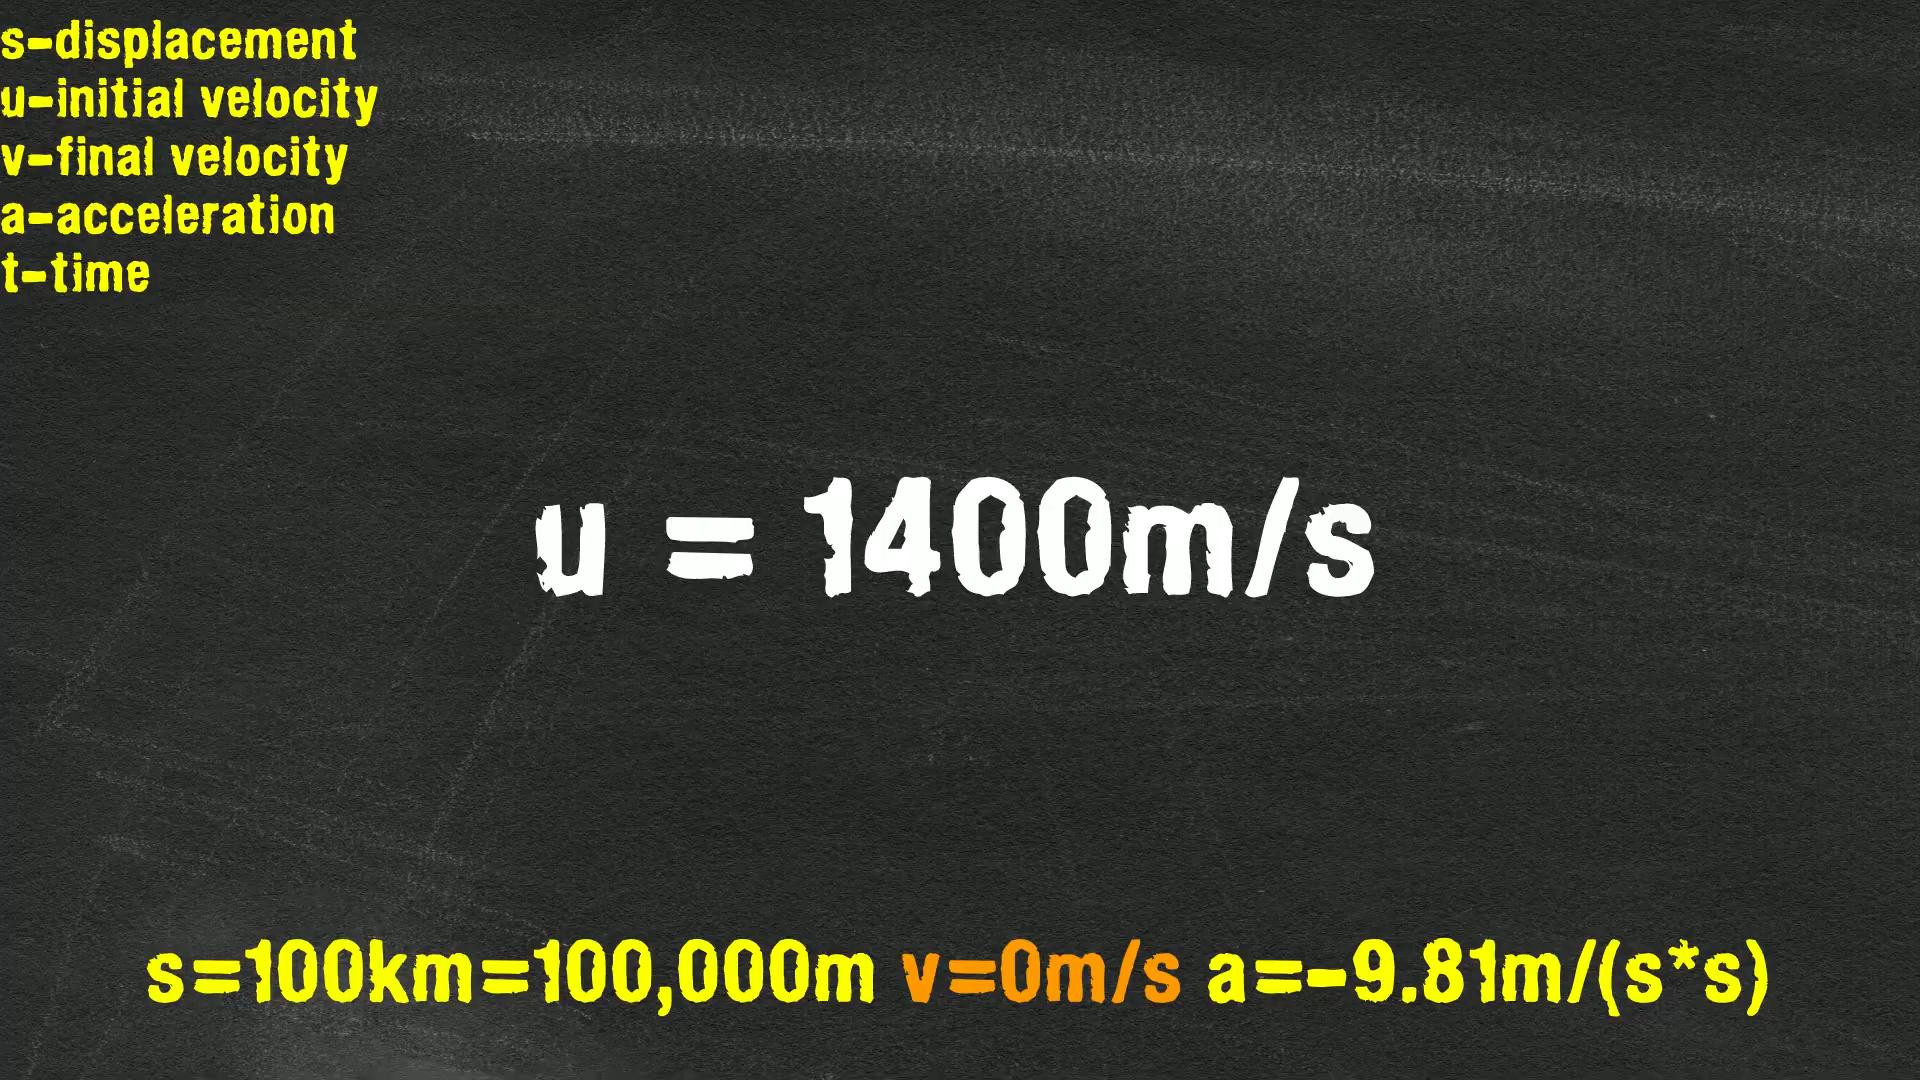 s-displacement
u-initial velocity
v-final velocity
a-acceleration
t-time
u = 1400m/s
s=100km=100,000m v=0m/s a=-9.81m/(s*s)